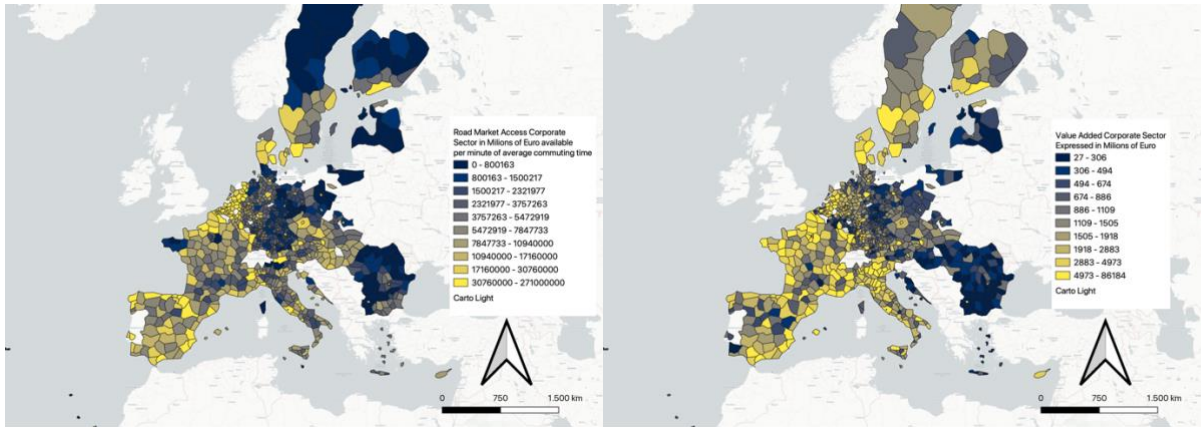 Road Market Access Corporate
Sector in Milions of Euro available
per minute of average commuting time
0 - 800163
800163 - 1500217
1500217 - 2321977
2321977 - 3757263
3757263 - 5472919
5472919 - 7847733
7847733 - 10940000
10940000 - 17160000
17160000 - 30760000
30760000 - 271000000
Carto Light
0 750 1.500 km
Value Added Corporate Sector
Expressed in Milions of Euro
27 - 306
306 - 494
494 - 674
674 - 886
886 - 1109
1109 - 1505
1505 - 1918
1918 - 2883
2883 - 4973
4973 - 86184
Carto Light
0 750 1.500 km